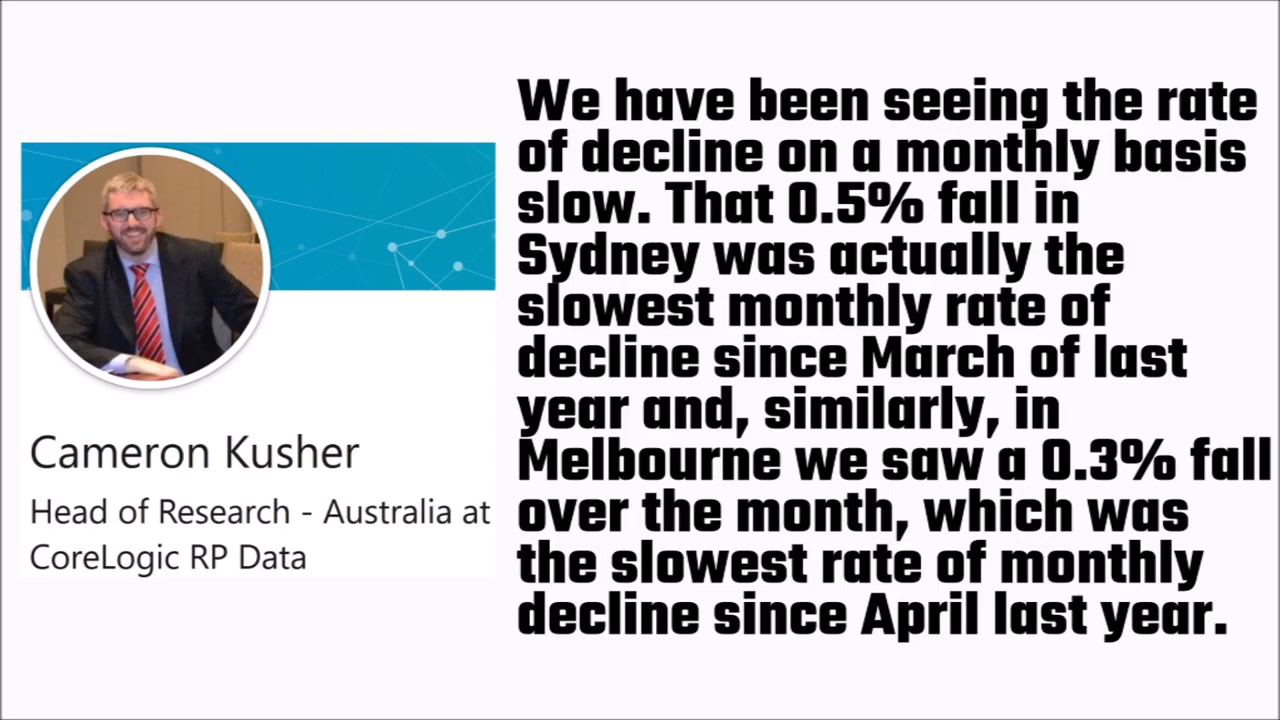 Cameron Kusher
Head of Research - Australia at
CoreLogic RP Data
We have been seeing the rate
of decline on a monthly basis
slow. That 0.5% fall in
Sydney was actually the
slowest monthly rate of
decline since March of last
year and, similarly, in
Melbourne we saw a 0.3% fall
over the month, which was
the slowest rate of monthly
decline since April last year.